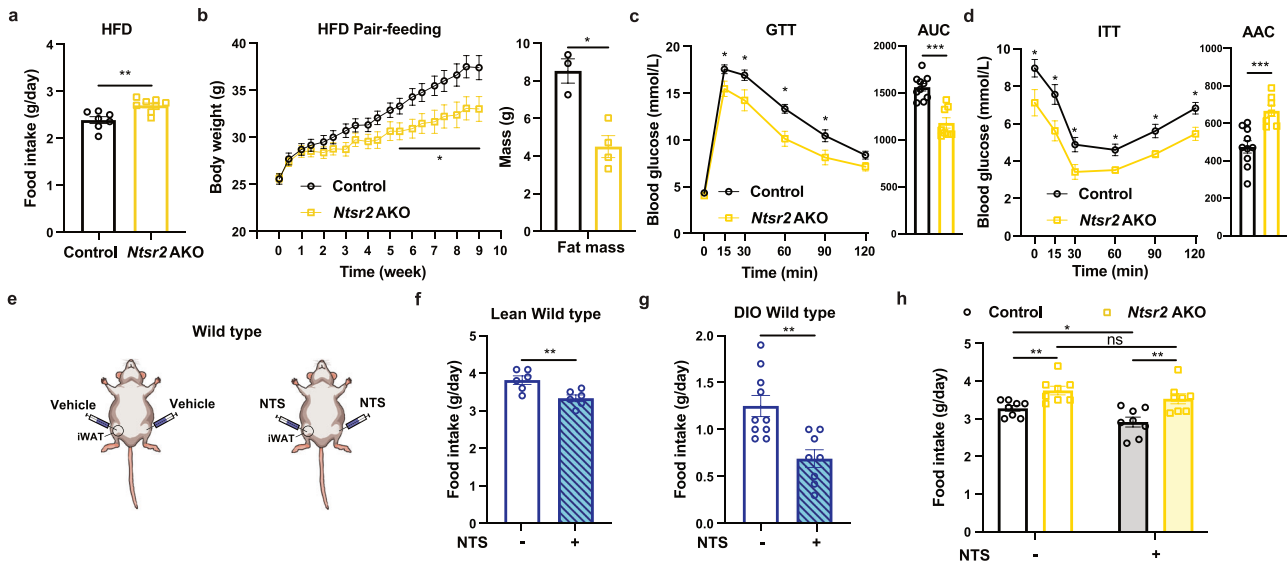 a
HFD
Food intake (g/day)
5
4
3
2
1
0
**
Control
Ntsr2 AKO
b
HFD Pair-feeding
Body weight (g)
40
35
30
25
20
*
Control
Ntsr2 AKO
0 1 2 3 4 5 6 7 8 9 10
Time (week)
Mass (g)
10
8
6
4
2
0
*
Fat mass
c
GTT
Blood glucose (mmol/L)
20
15
10
5
0
* * * *
Control
Ntsr2 AKO
0 15 30 60 90 120
Time (min)
AUC
2000
1500
1000
500
0
***
d
ITT
Blood glucose (mmol/L)
10
8
6
4
2
0
* * * * * *
Control
Ntsr2 AKO
0 15 30 60 90 120
Time (min)
AAC
1000
800
600
400
200
0
***
e
Wild type
Vehicle
Vehicle
iWAT
NTS
NTS
iWAT
f
Lean Wild type
Food intake (g/day)
5
4
3
2
1
0
**
NTS - +
g
DIO Wild type
Food intake (g/day)
2.0
1.5
1.0
0.5
0.0
**
NTS - +
h
Control
Ntsr2 AKO
Food intake (g/day)
5
4
3
2
1
0
*
ns
** **
NTS - +